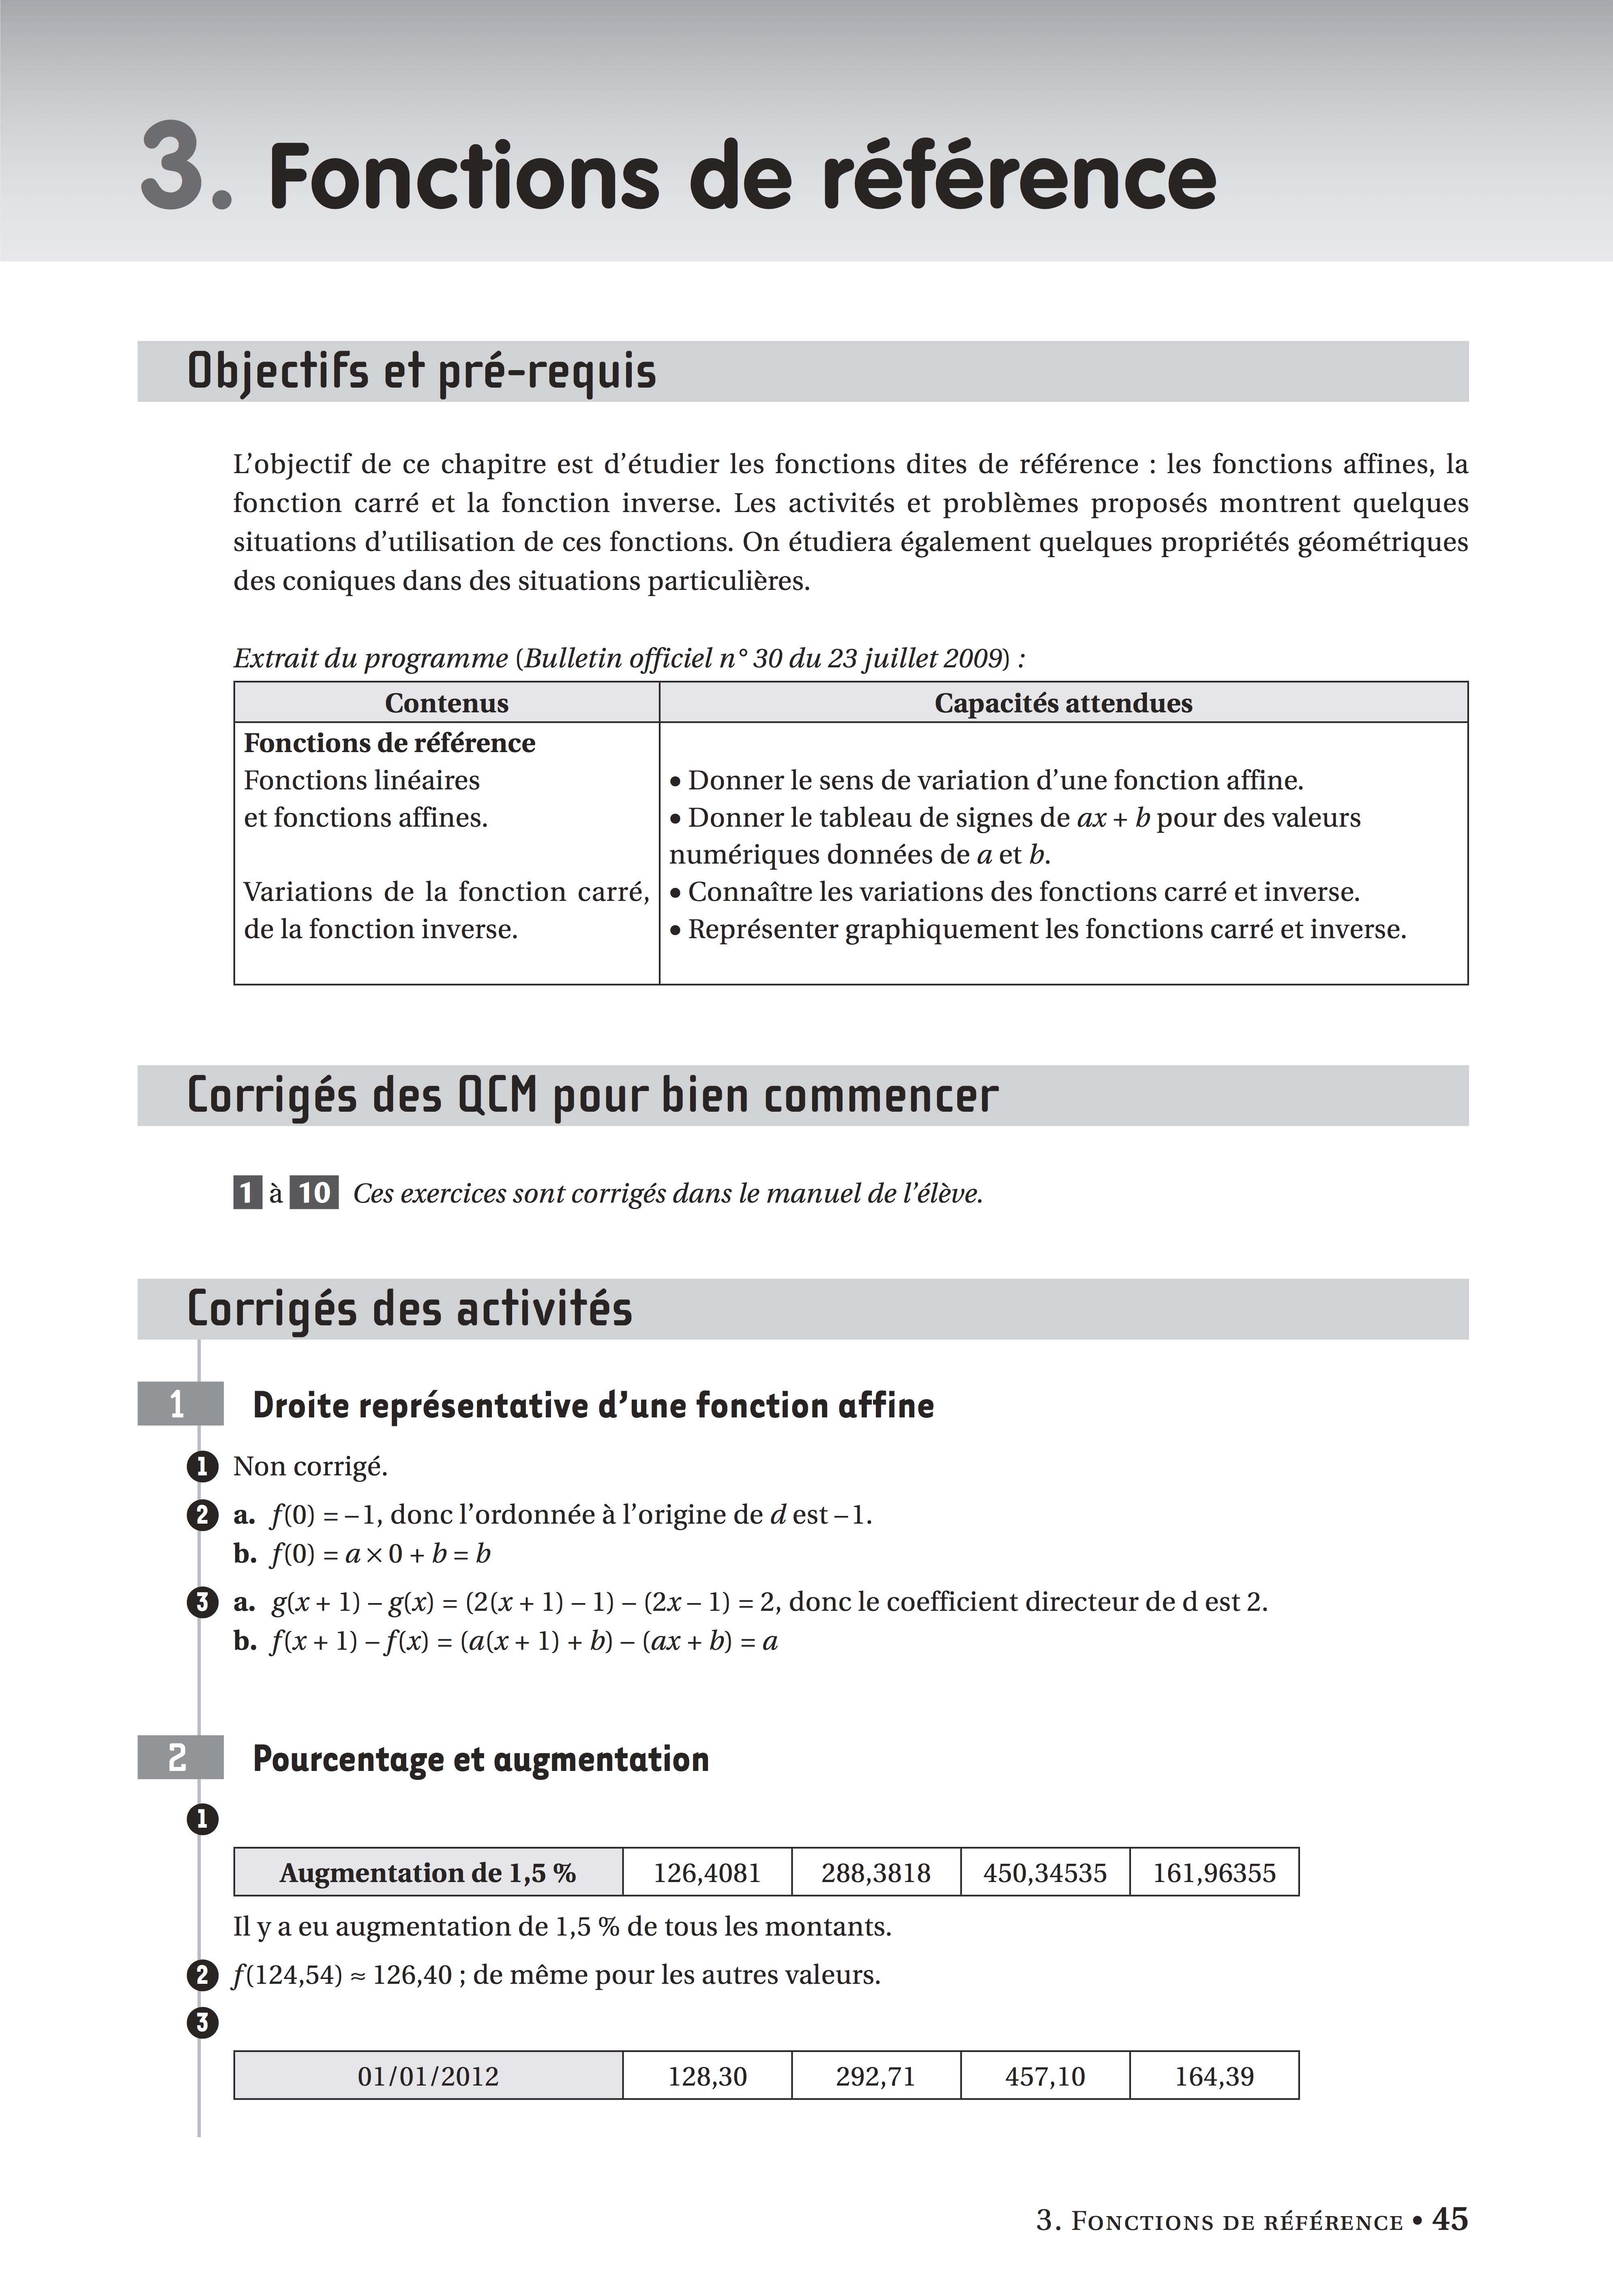 3. Fonctions de référence
Objectifs et pré-requis
L’objectif de ce chapitre est d’étudier les fonctions dites de référence : les fonctions affines, la
fonction carré et la fonction inverse. Les activités et problèmes proposés montrent quelques
situations d’utilisation de ces fonctions. On étudiera également quelques propriétés géométriques
des coniques dans des situations particulières.
Extrait du programme (Bulletin officiel n° 30 du 23 juillet 2009) :
Contenus
Capacités attendues
Fonctions de référence
Fonctions linéaires
et fonctions affines.
• Donner le sens de variation d’une fonction affine.
• Donner le tableau de signes de ax + b pour des valeurs
numériques données de a et b.
Variations de la fonction carré,
de la fonction inverse.
• Connaître les variations des fonctions carré et inverse.
• Représenter graphiquement les fonctions carré et inverse.
Corrigés des QCM pour bien commencer
1 à 10 Ces exercices sont corrigés dans le manuel de l’élève.
Corrigés des activités
1 Droite représentative d’une fonction affine
1 Non corrigé.
2 a. f(0) = –1, donc l’ordonnée à l’origine de d est –1.
b. f(0) = a × 0 + b = b
3 a. g(x + 1) – g(x) = (2(x + 1) – 1) – (2x – 1) = 2, donc le coefficient directeur de d est 2.
b. f(x + 1) – f(x) = (a(x + 1) + b) – (ax + b) = a
2 Pourcentage et augmentation
1
Augmentation de 1,5 % 126,4081 288,3818 450,34535 161,96355
Il y a eu augmentation de 1,5 % de tous les montants.
2 f(124,54) ≈ 126,40 ; de même pour les autres valeurs.
3
01/01/2012 128,30 292,71 457,10 164,39
3. Fonctions de référence • 45